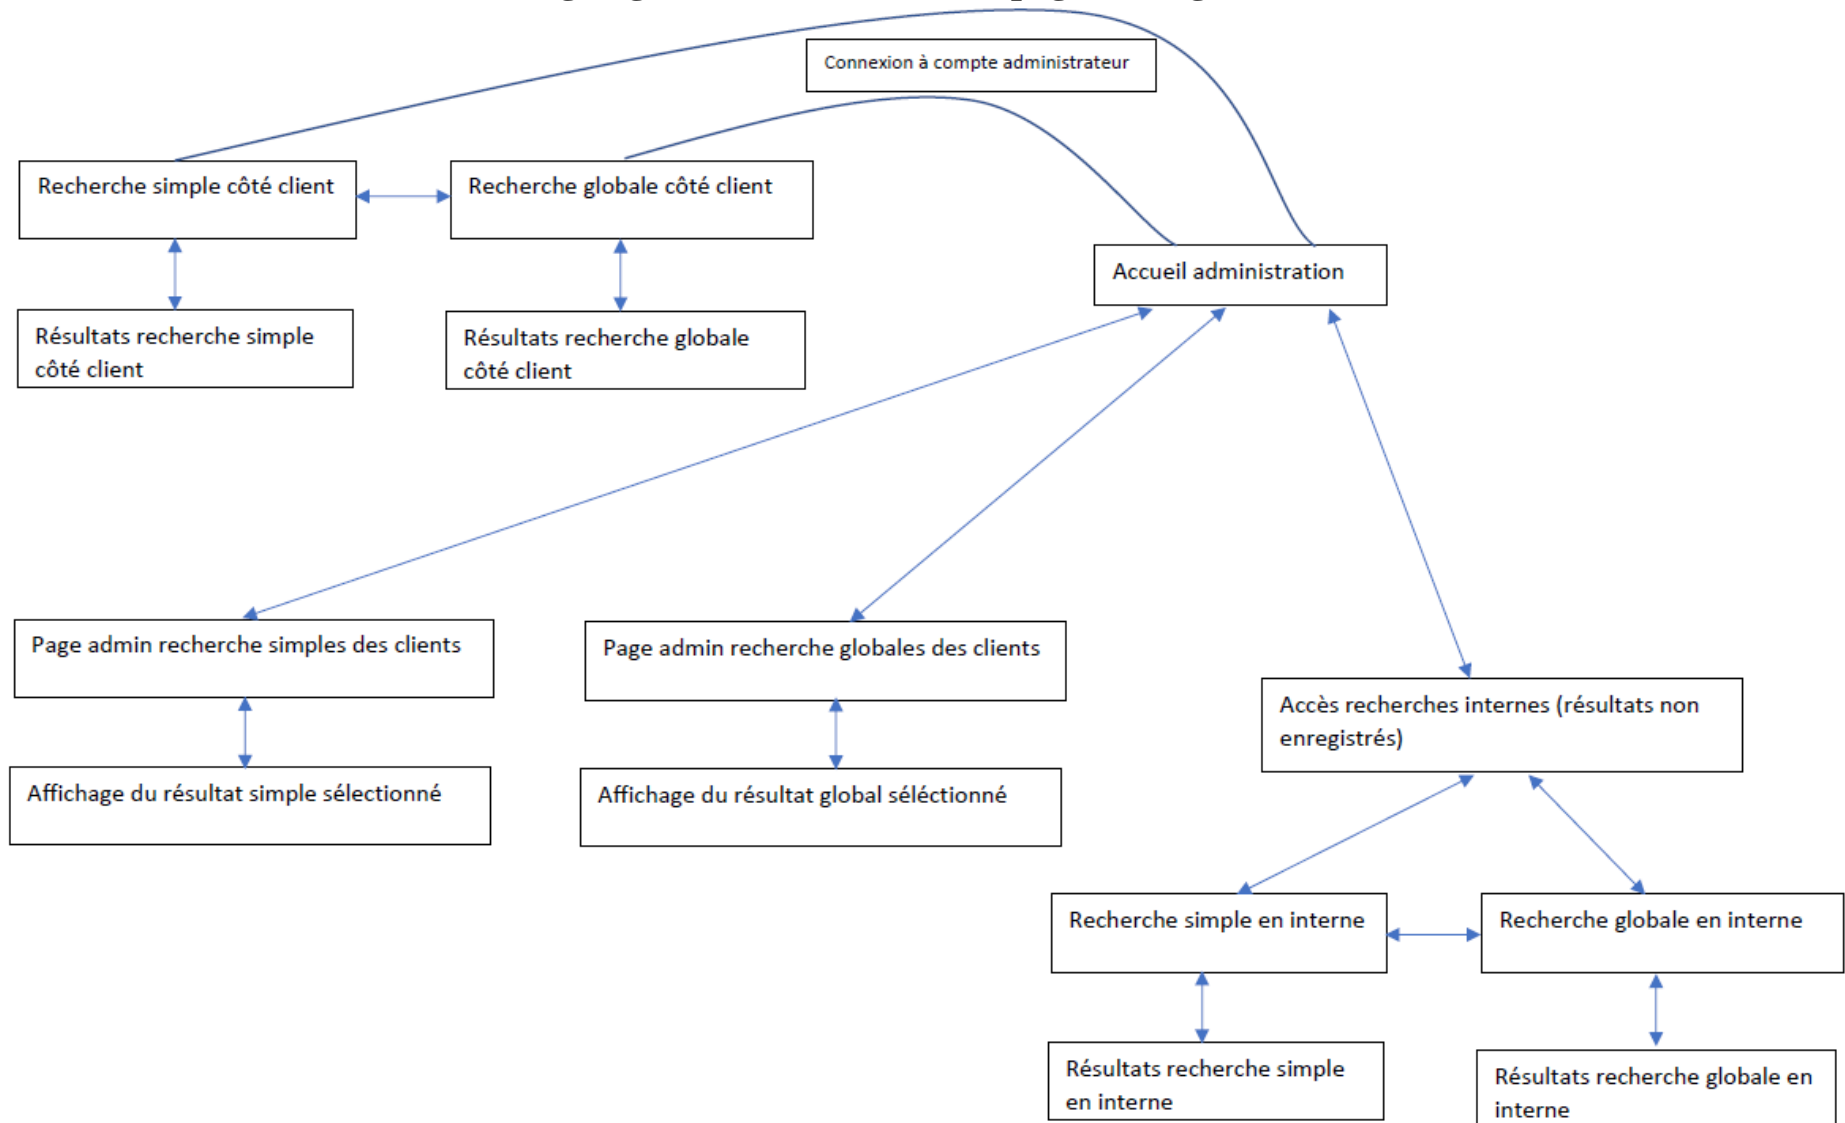 Connexion à compte administrateur
Recherche simple côté client
Recherche globale côté client
Accueil administration
Résultats recherche simple
côté client
Résultats recherche globale
côté client
Page admin recherche simples des clients
Page admin recherche globales des clients
Accès recherches internes (résultats non
enregistrés)
Affichage du résultat simple sélectionné
Affichage du résultat global séléctionné
Recherche simple en interne
Recherche globale en interne
Résultats recherche simple
en interne
Résultats recherche globale en
interne